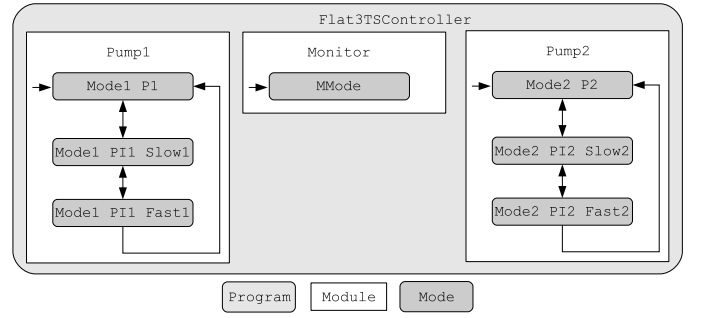 Flat3TSController
Pump1
Mode1 P1
Mode1 PI1 Slow1
Mode1 PI1 Fast1
Monitor
MMode
Pump2
Mode2 P2
Mode2 PI2 Slow2
Mode2 PI2 Fast2
Program
Module
Mode